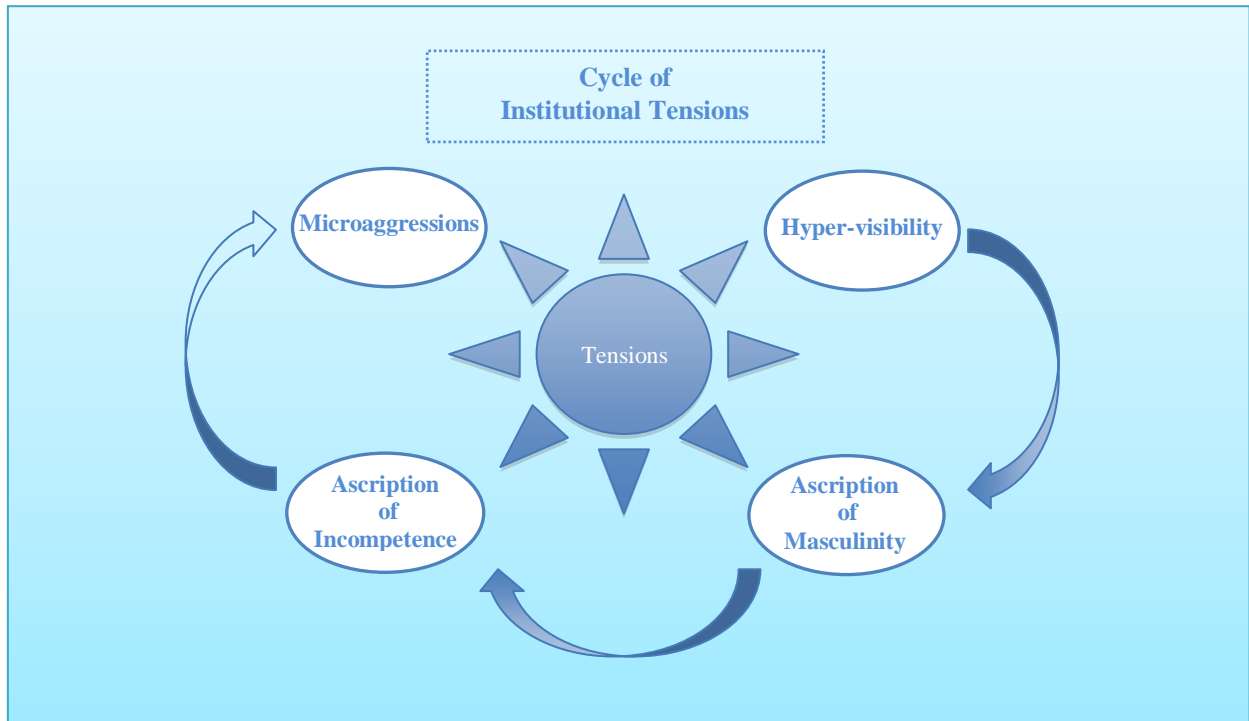 Cycle of
Institutional Tensions
Microaggressions
Hyper-visibility
Tensions
Ascription
of
Incompetence
Ascription
of
Masculinity